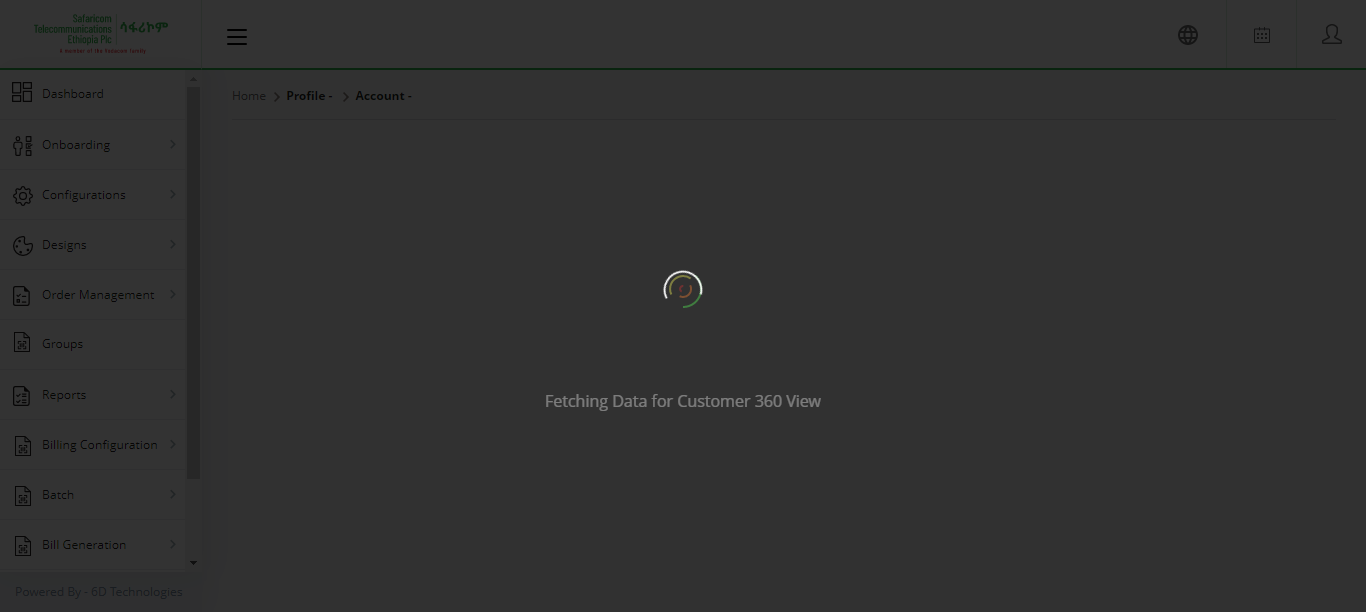 Safaricom
Telecommunications
Ethiopia Plc
ሳፋሪኮም
A member of the Vodacom family
Home
Profile -
Account -
Dashboard
Onboarding
Configurations
Designs
Order Management
Groups
Reports
Billing Configuration
Batch
Bill Generation
Fetching Data for Customer 360 View
Powered By - 6D Technologies